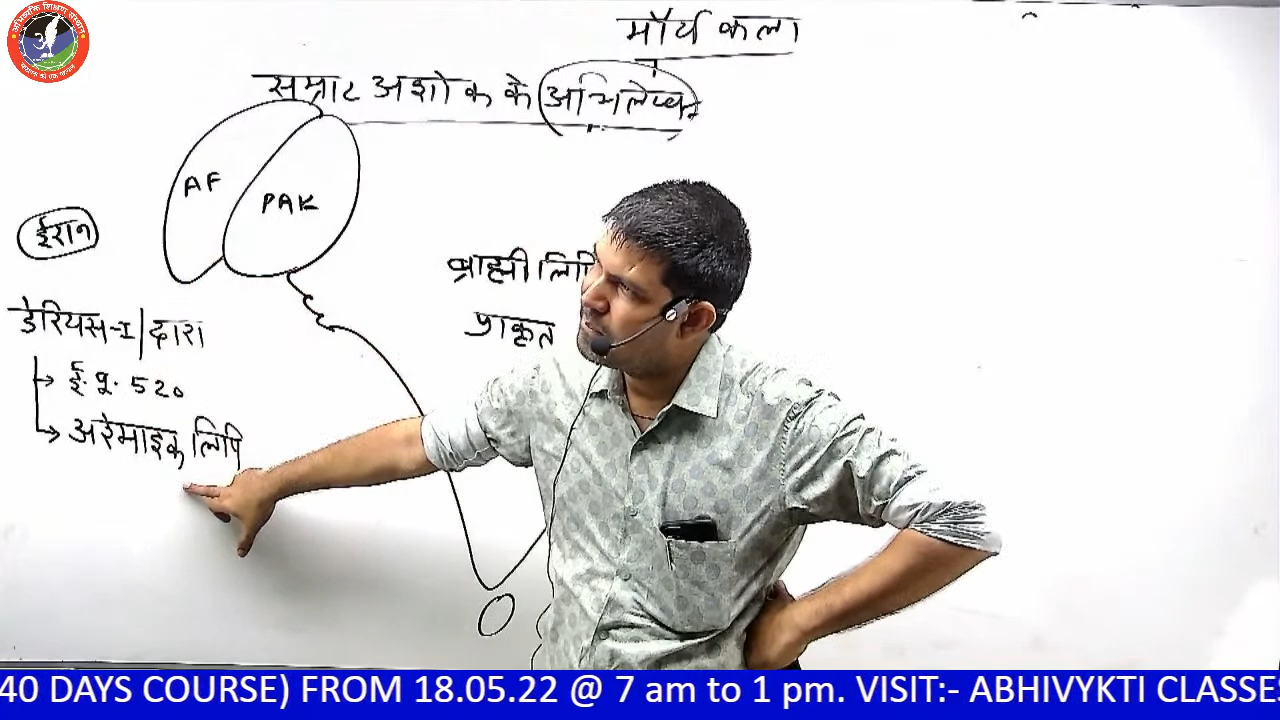 मौर्य कला
सम्राट अशोक के अभिलेख
AF
PAK
ईरान
ब्राह्मी लिपि
प्राकृत
डेरियस-I/दारा
→ ई. पू. 520
→ अरेमाइक लिपि
40 DAYS COURSE) FROM 18.05.22 @ 7 am to 1 pm. VISIT:- ABHIVYKTI CLASSES